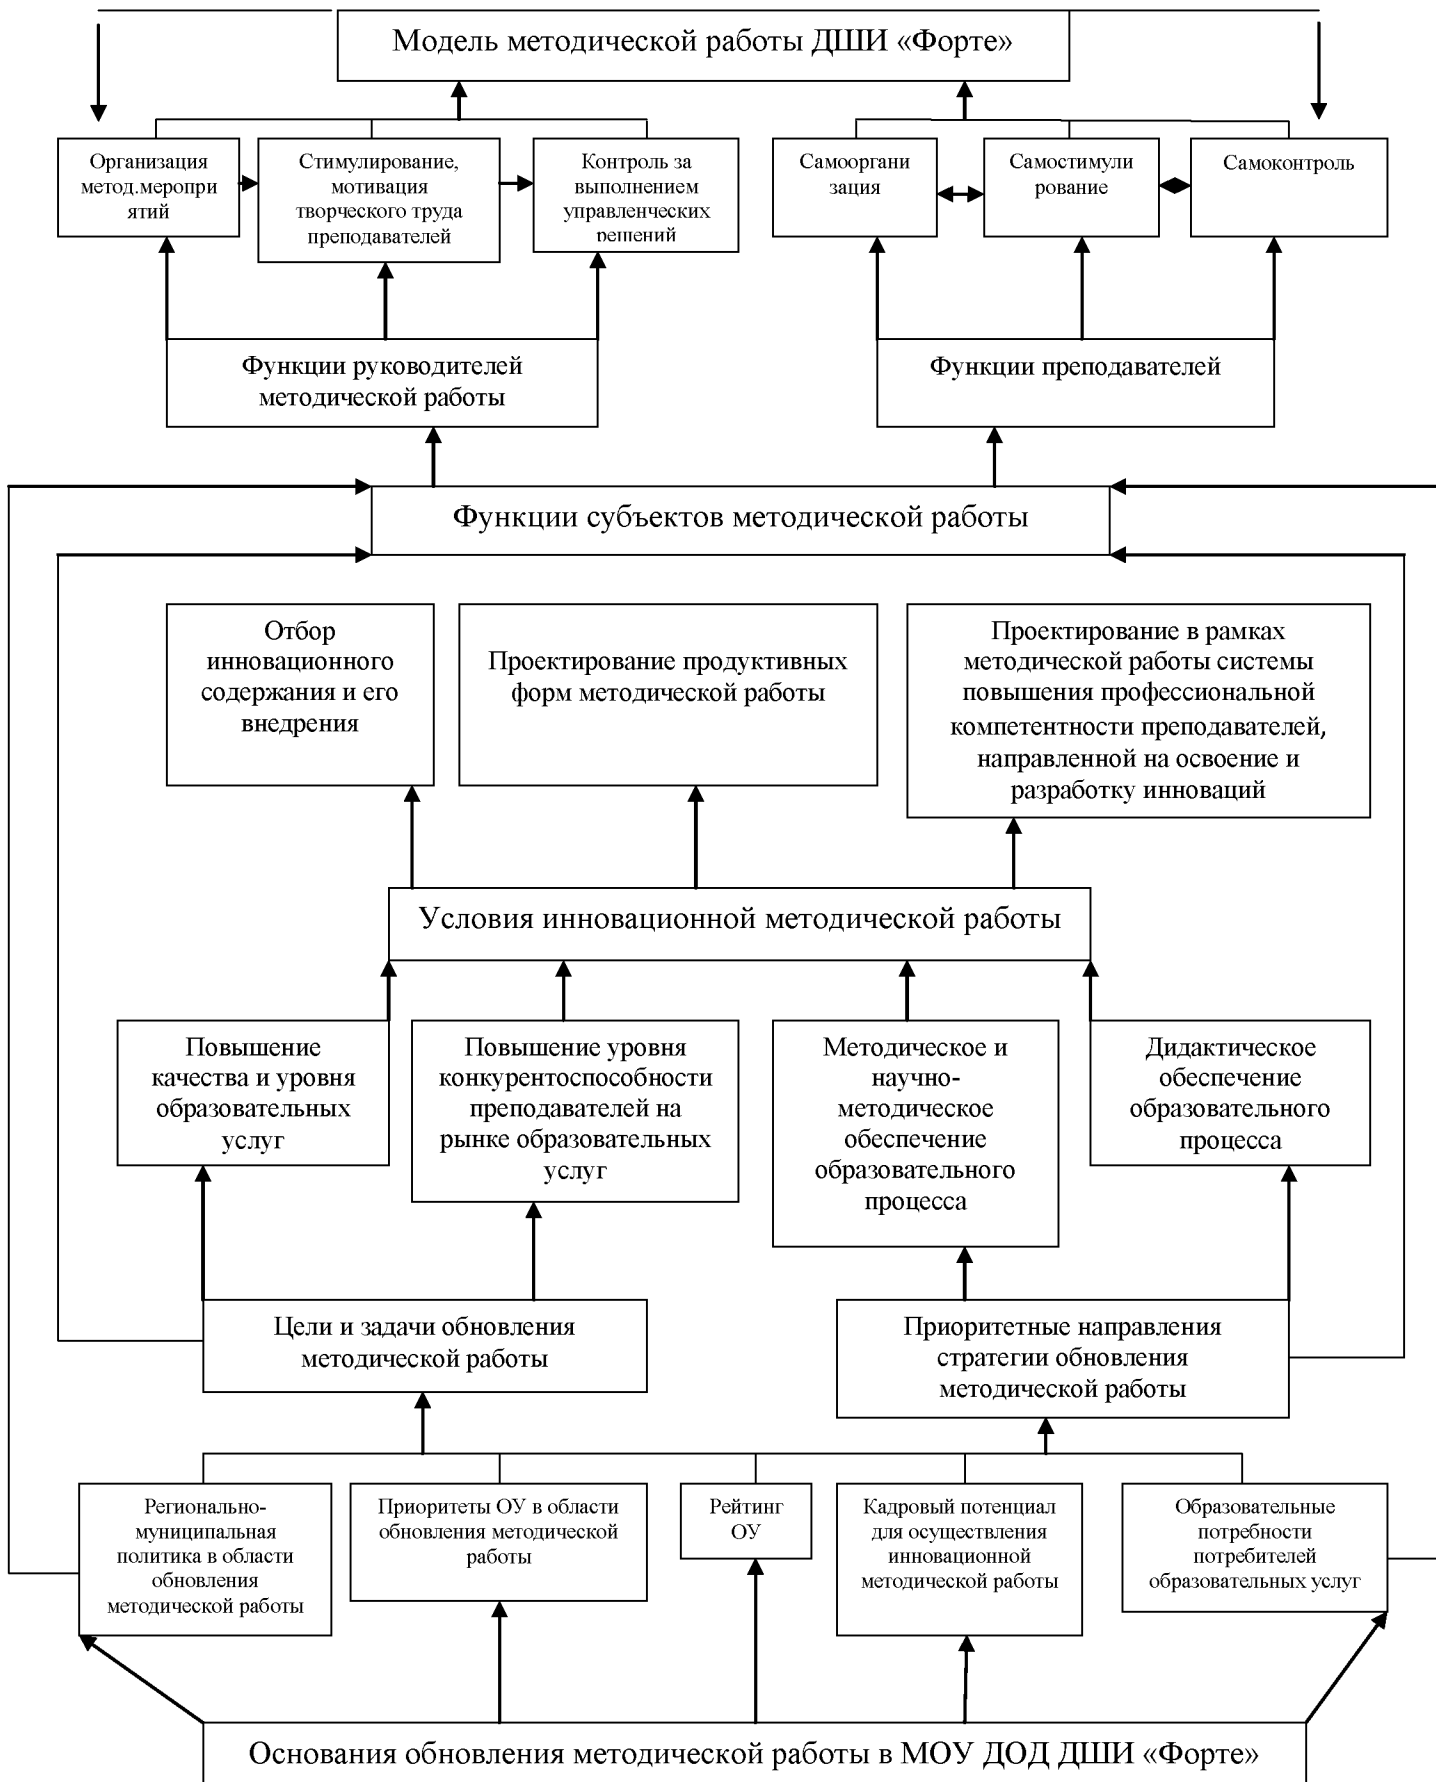 Модель методической работы ДШИ «Форте»
Организация
метод.меропри
ятий
Стимулирование,
мотивация
творческого труда
преподавателей
Контроль за
выполнением
управленческих
решений
Самооргани
зация
Самостимули
рование
Самоконтроль
Функции руководителей
методической работы
Функции преподавателей
Функции субъектов методической работы
Отбор
инновационного
содержания и его
внедрения
Проектирование продуктивных
форм методической работы
Проектирование в рамках
методической работы системы
повышения профессиональной
компетентности преподавателей,
направленной на освоение и
разработку инноваций
Условия инновационной методической работы
Повышение
качества и уровня
образовательных
услуг
Повышение уровня
конкурентоспособности
преподавателей на
рынке образовательных
услуг
Методическое и
научно-
методическое
обеспечение
образовательного
процесса
Дидактическое
обеспечение
образовательного
процесса
Цели и задачи обновления
методической работы
Приоритетные направления
стратегии обновления
методической работы
Регионально-
муниципальная
политика в области
обновления
методической работы
Приоритеты ОУ в области
обновления методической
работы
Рейтинг
ОУ
Кадровый потенциал
для осуществления
инновационной
методической работы
Образовательные
потребности
потребителей
образовательных услуг
Основания обновления методической работы в МОУ ДОД ДШИ «Форте»